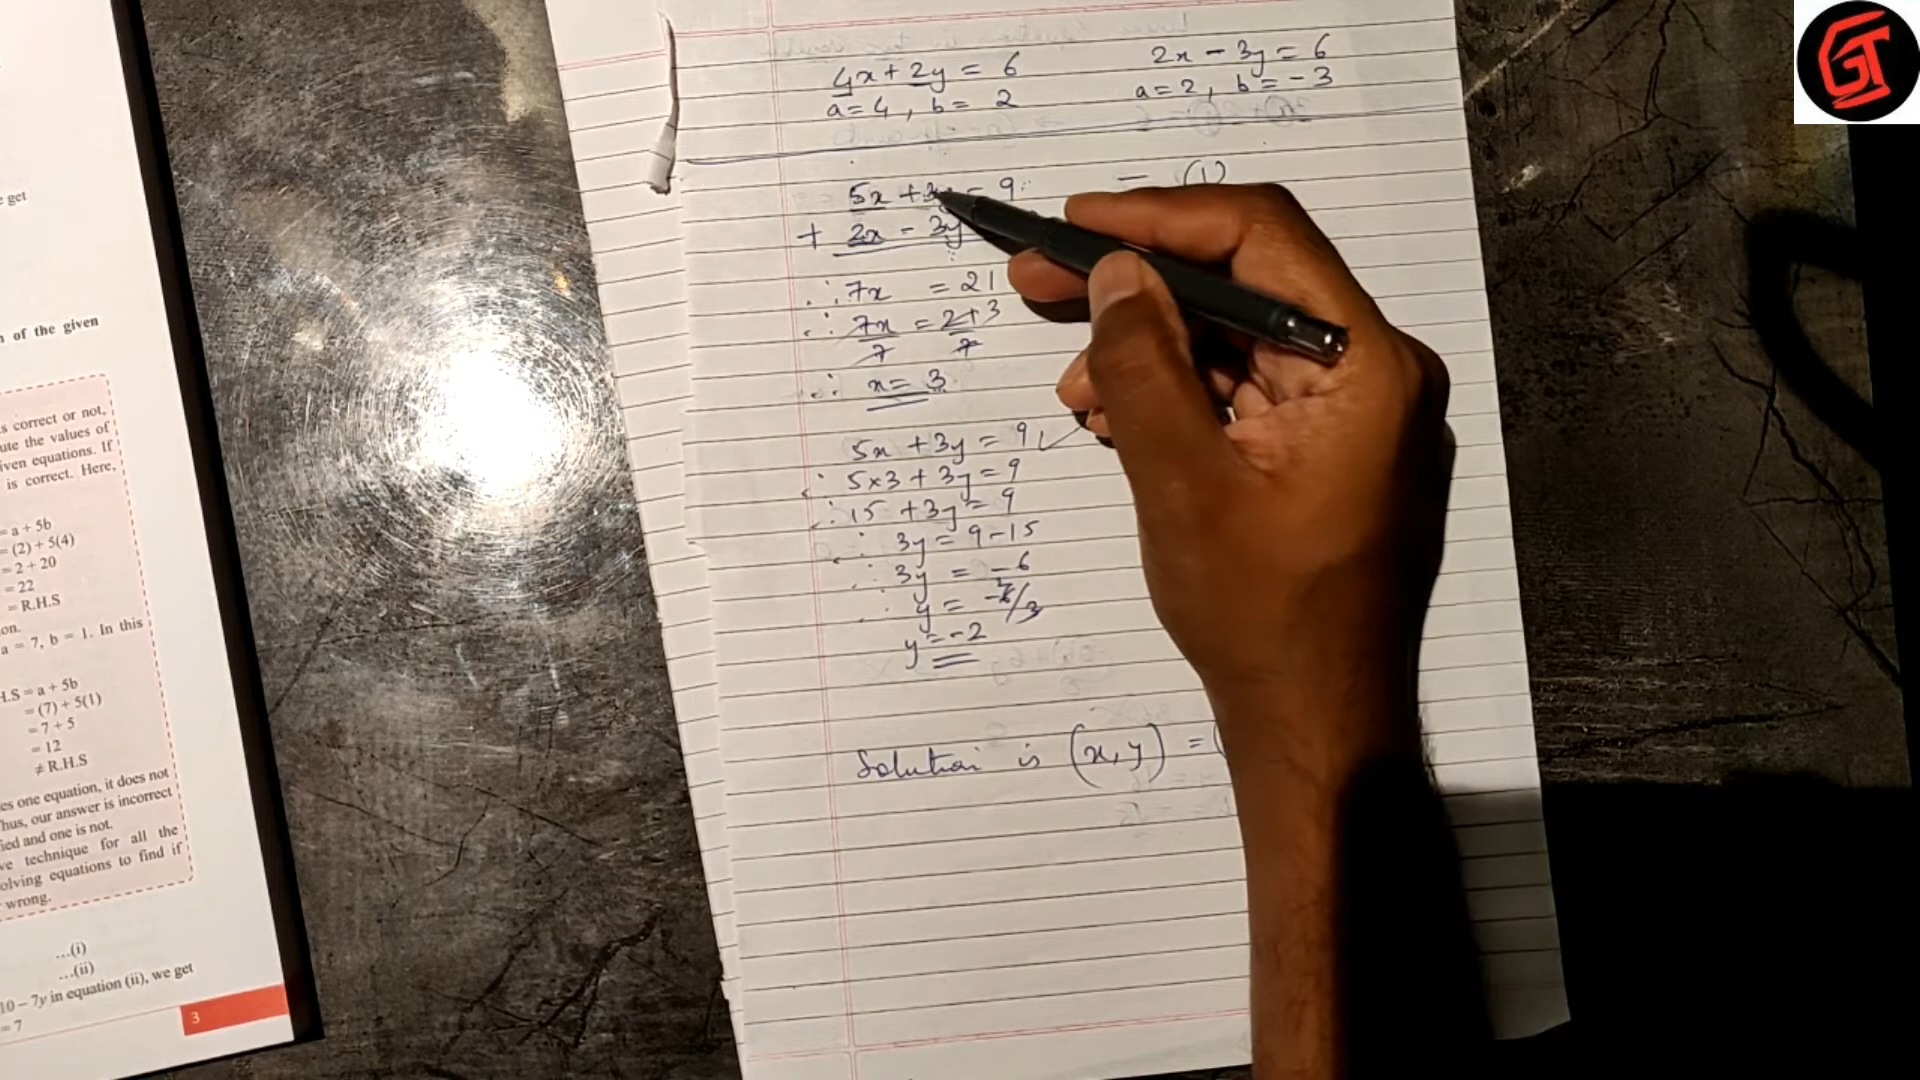 4x + 2y = 6
a = 4, b = 2
2x - 3y = 6
a = 2, b = -3
5x + 3y = 9 = (1)
+ 2x - 3y
∴ 7x = 21
∴ 7x/7 = 21 3/7
∴ x = 3
5x + 3y = 9 ✓
∴ 5×3 + 3y = 9
∴ 15 + 3y = 9
∴ 3y = 9 - 15
∴ 3y = -6
∴ y = -6 2/3
y = -2
Solution is (x, y) = (
get
of the given
s correct or not,
ute the values of
iven equations. If
is correct. Here,
= a + 5b
= (2) + 5(4)
= 2 + 20
= 22
= R.H.S
on.
a = 7, b = 1. In this
H.S = a + 5b
= (7) + 5(1)
= 7 + 5
= 12
≠ R.H.S
es one equation, it does not
hus, our answer is incorrect
fied and one is not.
ve technique for all the
olving equations to find if
wrong.
...(i)
...(ii)
10 – 7y in equation (ii), we get
= 7
3
GT